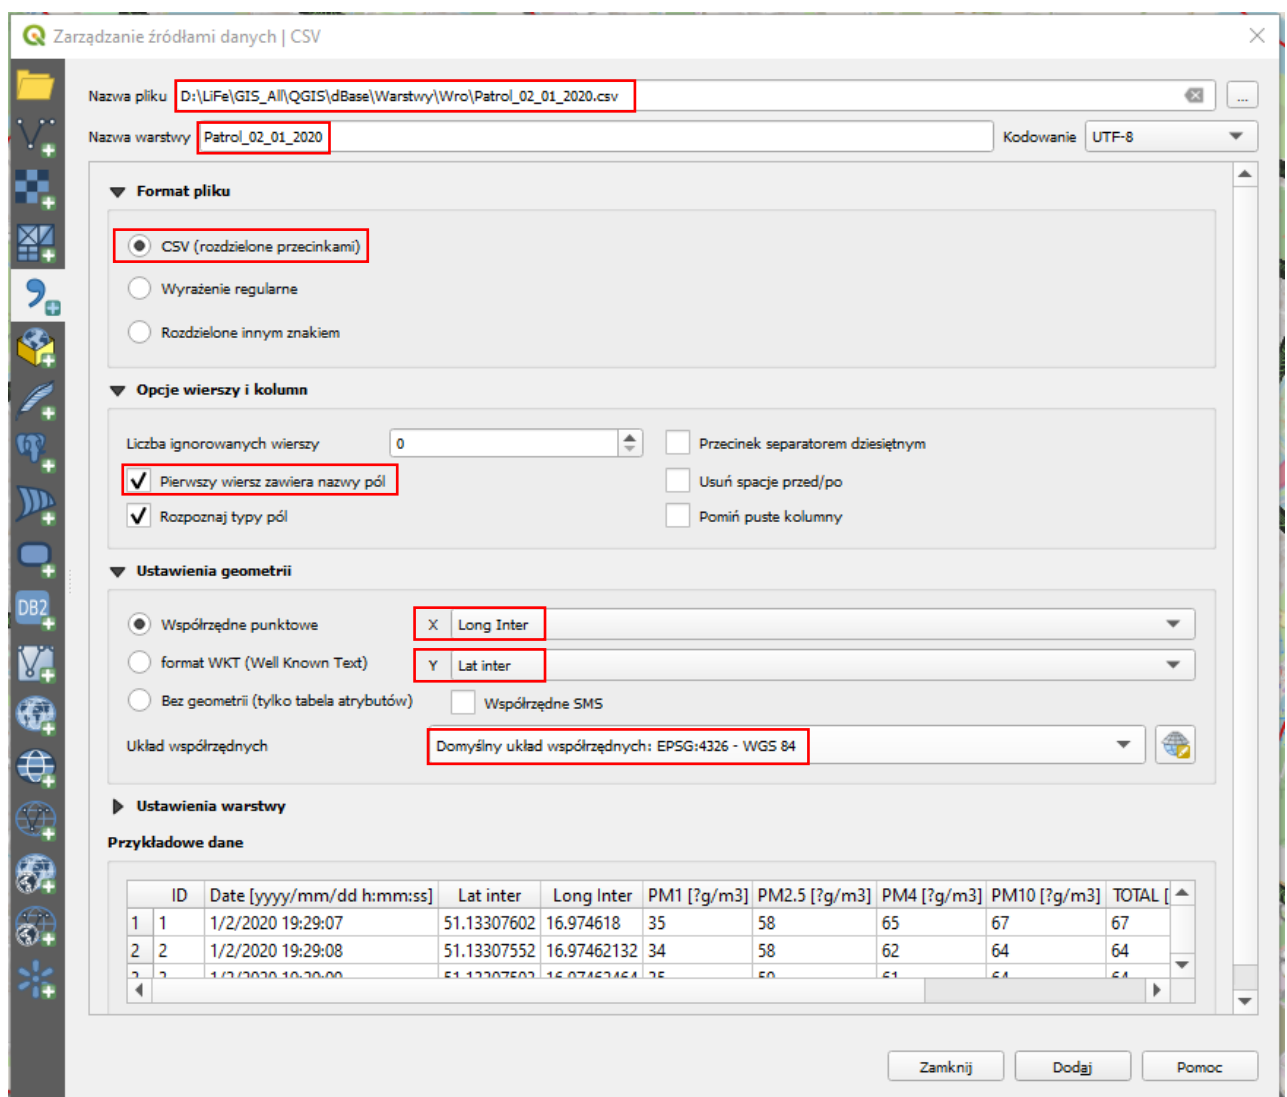 Zarządzanie źródłami danych | CSV
Nazwa pliku D:\LiFe\GIS_All\QGIS\dBase\Warstwy\Wro\Patrol_02_01_2020.csv ...
Nazwa warstwy Patrol_02_01_2020 Kodowanie UTF-8
Format pliku
CSV (rozdzielone przecinkami)
Wyrażenie regularne
Rozdzielone innym znakiem
Opcje wierszy i kolumn
Liczba ignorowanych wierszy 0 Przecinek separatorem dziesiętnym
Pierwszy wiersz zawiera nazwy pól Usuń spacje przed/po
Rozpoznaj typy pól Pomiń puste kolumny
Ustawienia geometrii
Współrzędne punktowe X Long Inter
format WKT (Well Known Text) Y Lat inter
Bez geometrii (tylko tabela atrybutów) Współrzędne SMS
DB2
Układ współrzędnych Domyślny układ współrzędnych: EPSG:4326 - WGS 84
Ustawienia warstwy
Przykładowe dane
ID Date [yyyy/mm/dd h:mm:ss] Lat inter Long Inter PM1 [?g/m3] PM2.5 [?g/m3] PM4 [?g/m3] PM10 [?g/m3] TOTAL [
1 1 1/2/2020 19:29:07 51.13307602 16.974618 35 58 65 67 67
2 2 1/2/2020 19:29:08 51.13307552 16.97462132 34 58 62 64 64
Zamknij Dodaj Pomoc